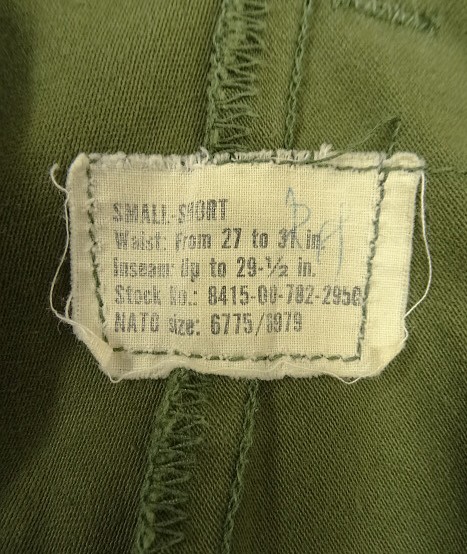 SMALL-SHORT
Waist: From 27 to 31 in.
Inseam: Up to 29-½ in.
Stock No.: 8415-00-782-2950
NATO size: 6775/6979